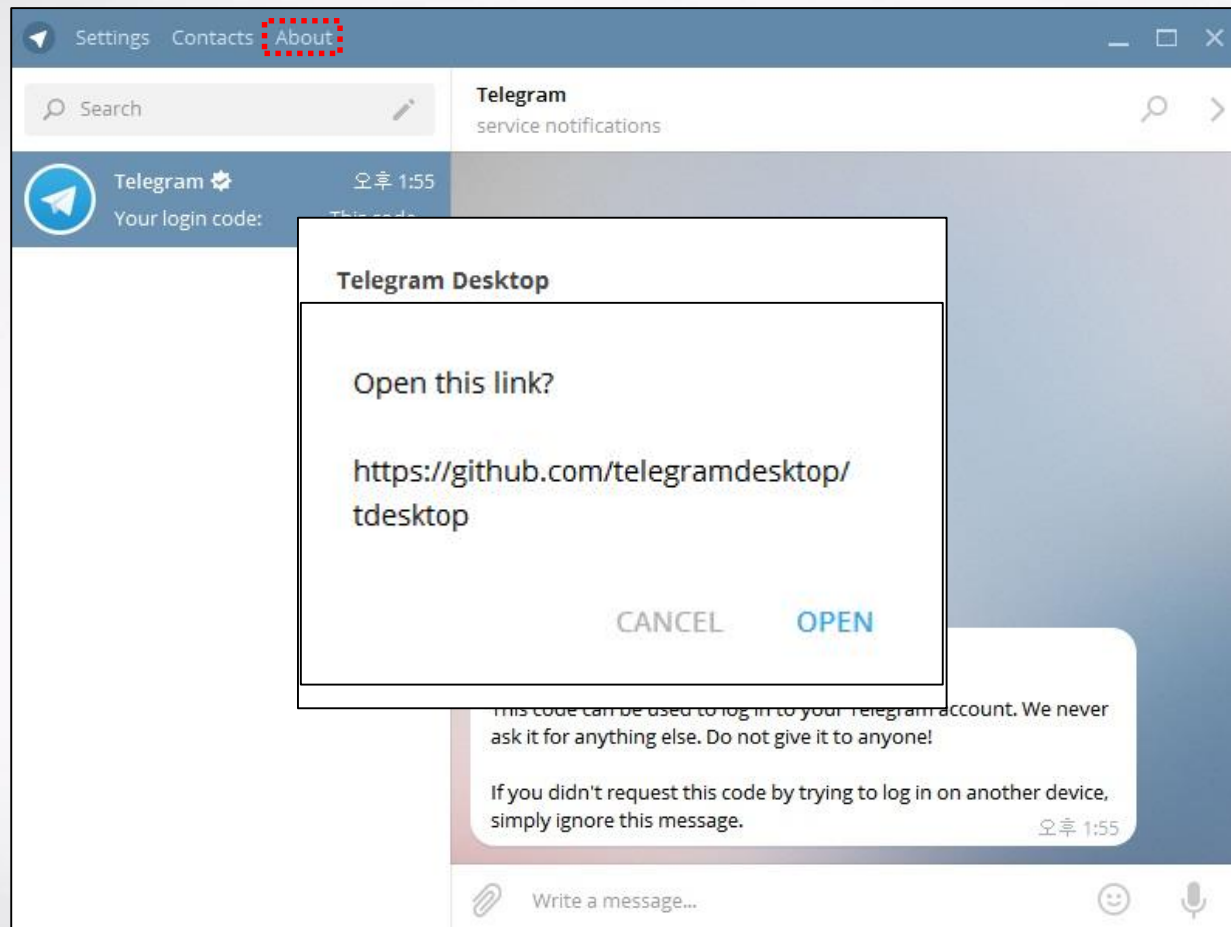 Settings Contacts About
Search
Telegram
service notifications
Telegram 오후 1:55
Your login code:
Telegram Desktop
Open this link?
https://github.com/telegramdesktop/
tdesktop
CANCEL OPEN
This code can be used to log in to your Telegram account. We never
ask it for anything else. Do not give it to anyone!
If you didn't request this code by trying to log in on another device,
simply ignore this message.
오후 1:55
Write a message...